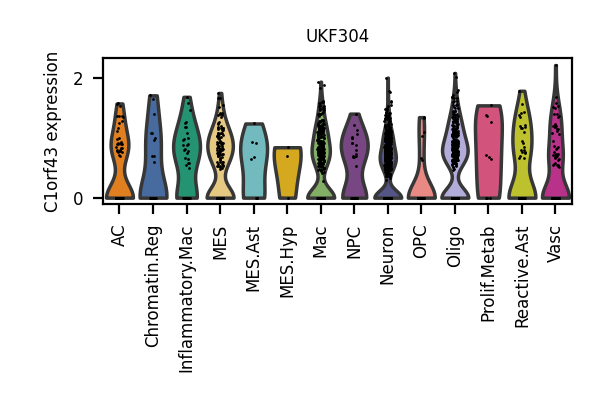 UKF304
C1orf43 expression
2
0
AC
Chromatin.Reg
Inflammatory.Mac
MES
MES.Ast
MES.Hyp
Mac
NPC
Neuron
OPC
Oligo
Prolif.Metab
Reactive.Ast
Vasc